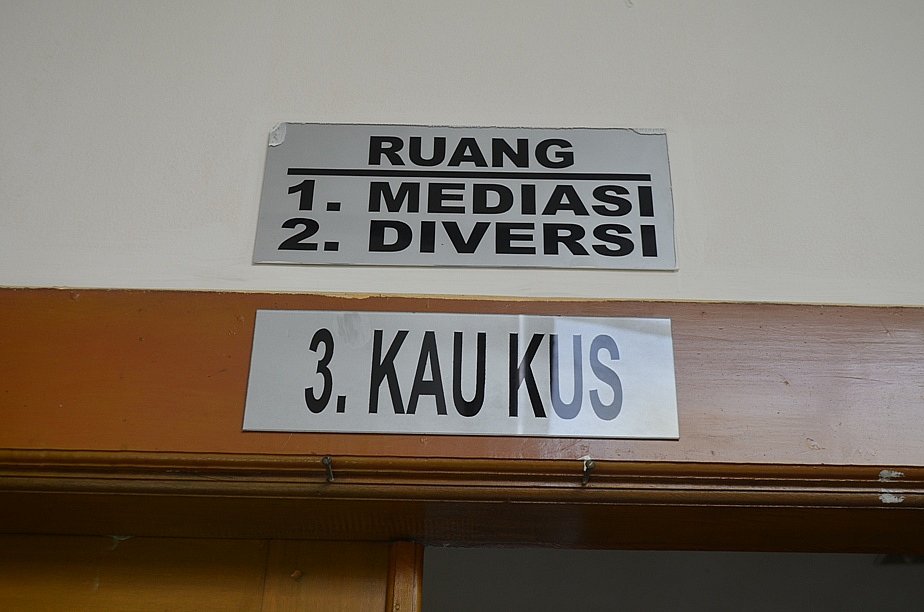 RUANG
1. MEDIASI
2. DIVERSI
3. KAU KUS